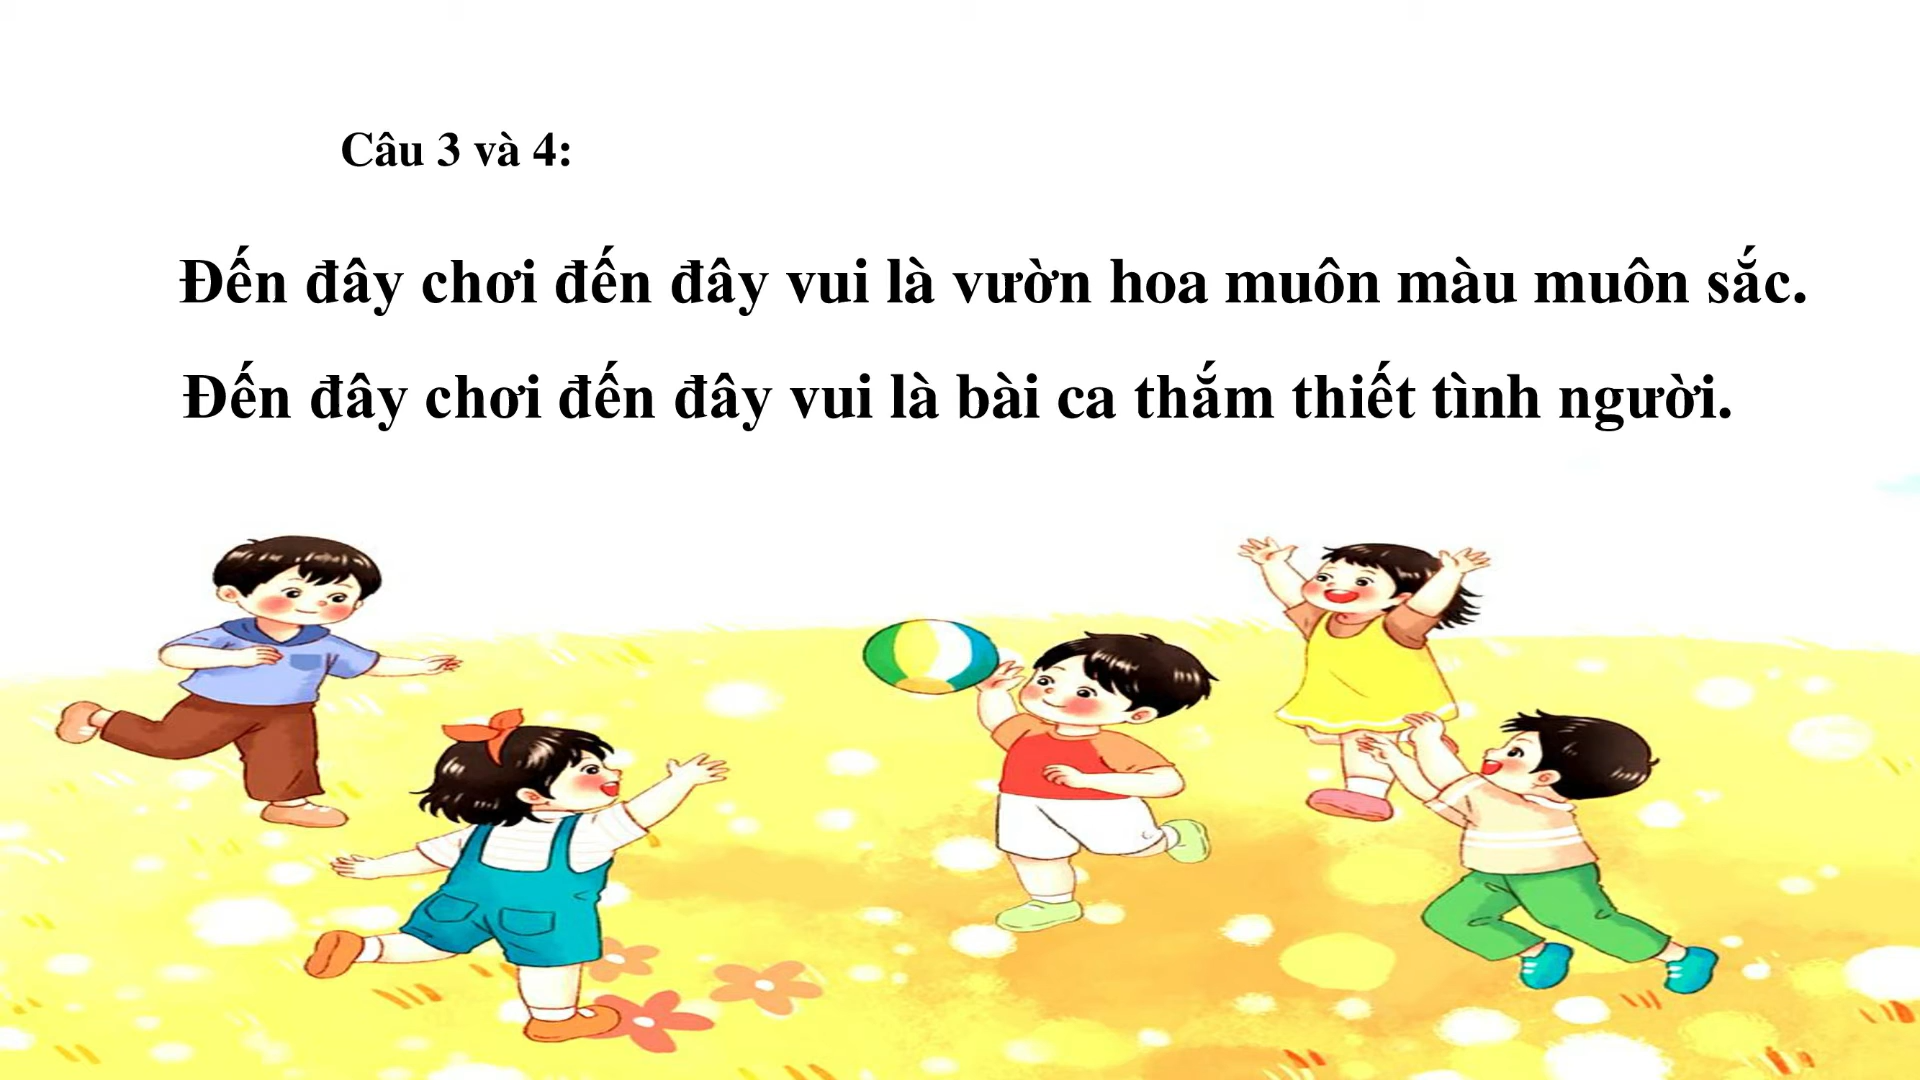 Câu 3 và 4:
Đến đây chơi đến đây vui là vườn hoa muôn màu muôn sắc.
Đến đây chơi đến đây vui là bài ca thắm thiết tình người.